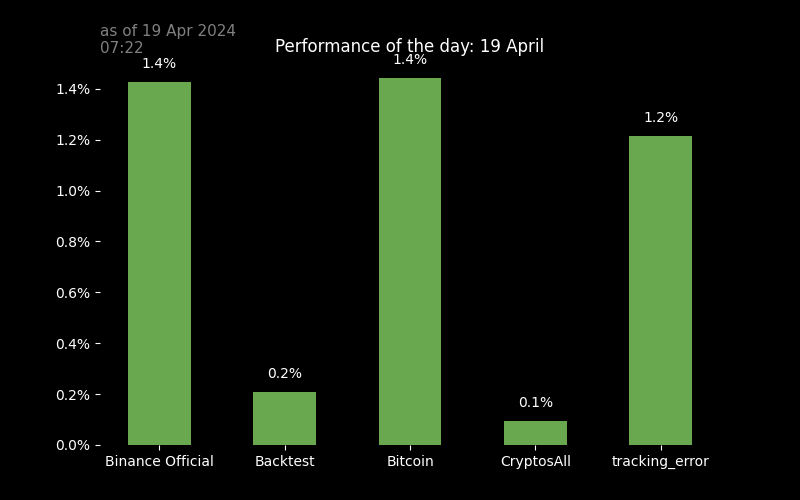 as of 19 Apr 2024
07:22
Performance of the day: 19 April
1.4%
1.4%
1.4%
1.2%
1.2%
1.0%
0.8%
0.6%
0.4%
0.2%
0.2%
0.1%
0.0%
Binance Official
Backtest
Bitcoin
CryptosAll
tracking_error